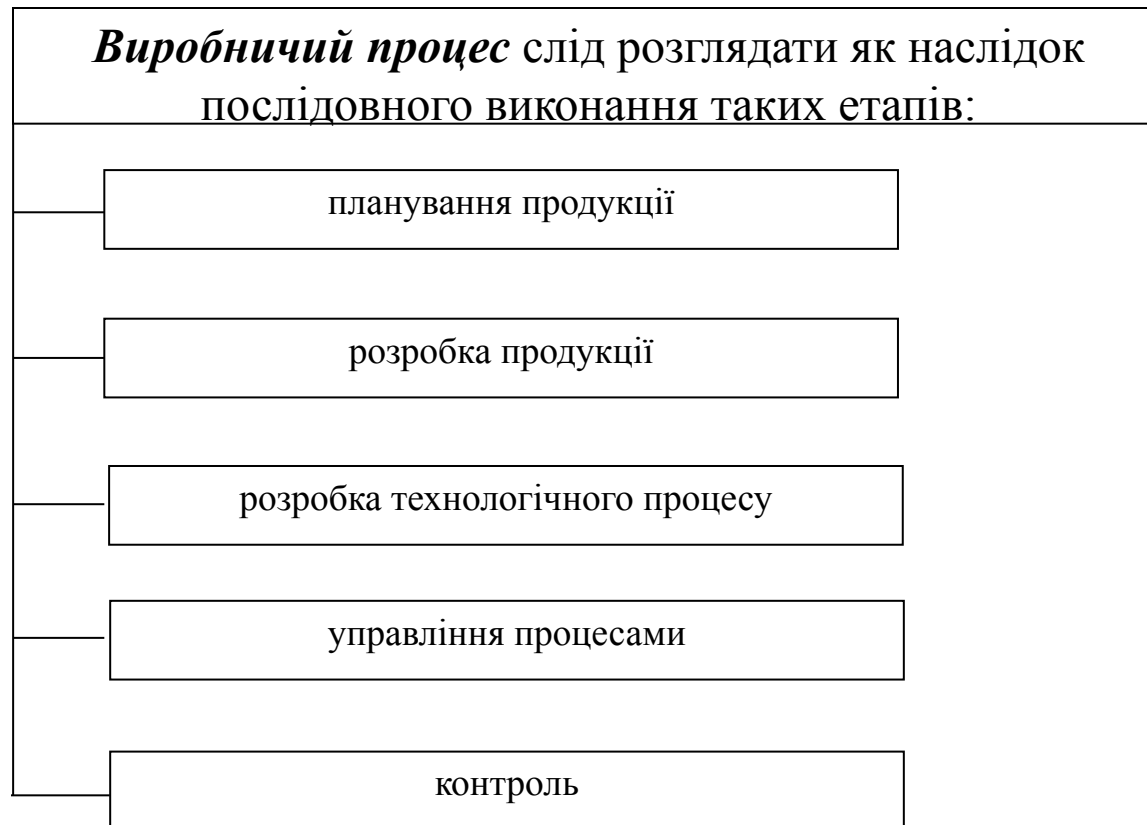 Виробничий процес слід розглядати як наслідок
послідовного виконання таких етапів:
планування продукції
розробка продукції
розробка технологічного процесу
управління процесами
контроль